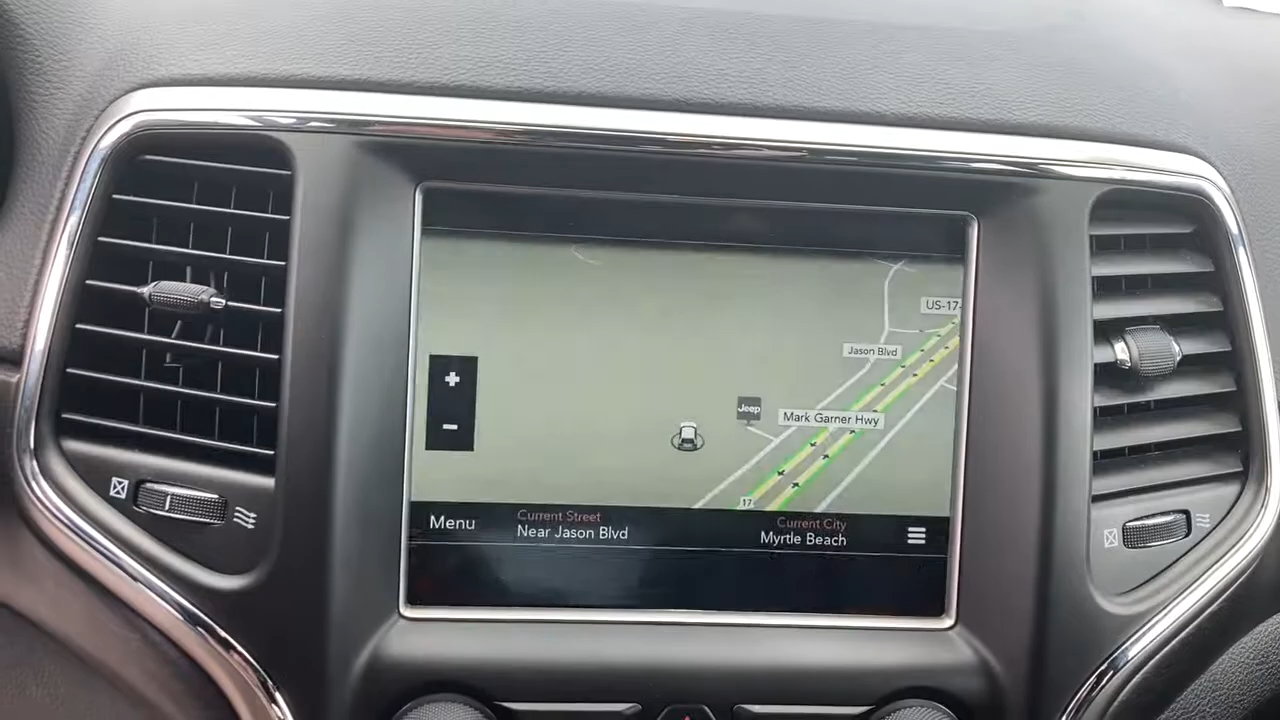 US-17-
Jason Blvd
Jeep
Mark Garner Hwy
17
Menu
Current Street
Near Jason Blvd
Current City
Myrtle Beach